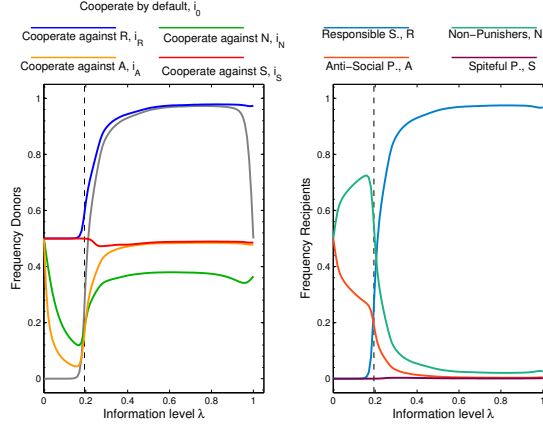 Cooperate by default, i0
Cooperate against R, iR
Cooperate against N, iN
Cooperate against A, iA
Cooperate against S, iS
Responsible S., R
Non-Punishers, N
Anti-Social P., A
Spiteful P., S
Frequency Donors
1
0.8
0.6
0.4
0.2
0
0 0.2 0.4 0.6 0.8 1
Information level λ
Frequency Recipients
1
0.8
0.6
0.4
0.2
0
0 0.2 0.4 0.6 0.8 1
Information level λ